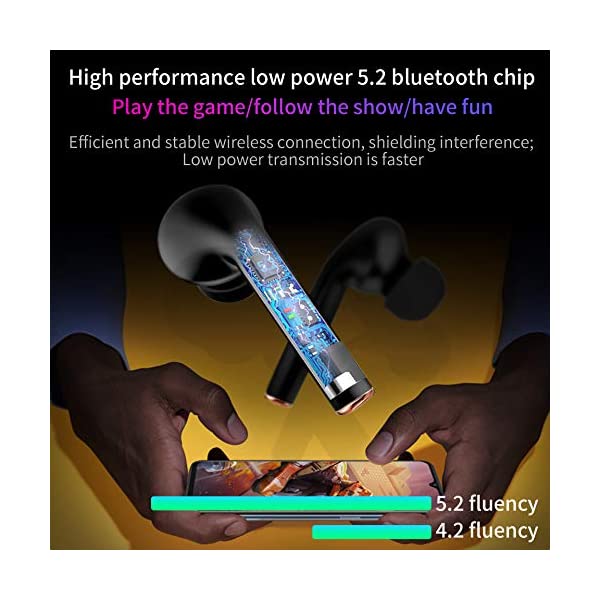 High performance low power 5.2 bluetooth chip
Play the game/follow the show/have fun
Efficient and stable wireless connection, shielding interference;
Low power transmission is faster
5.2 fluency
4.2 fluency